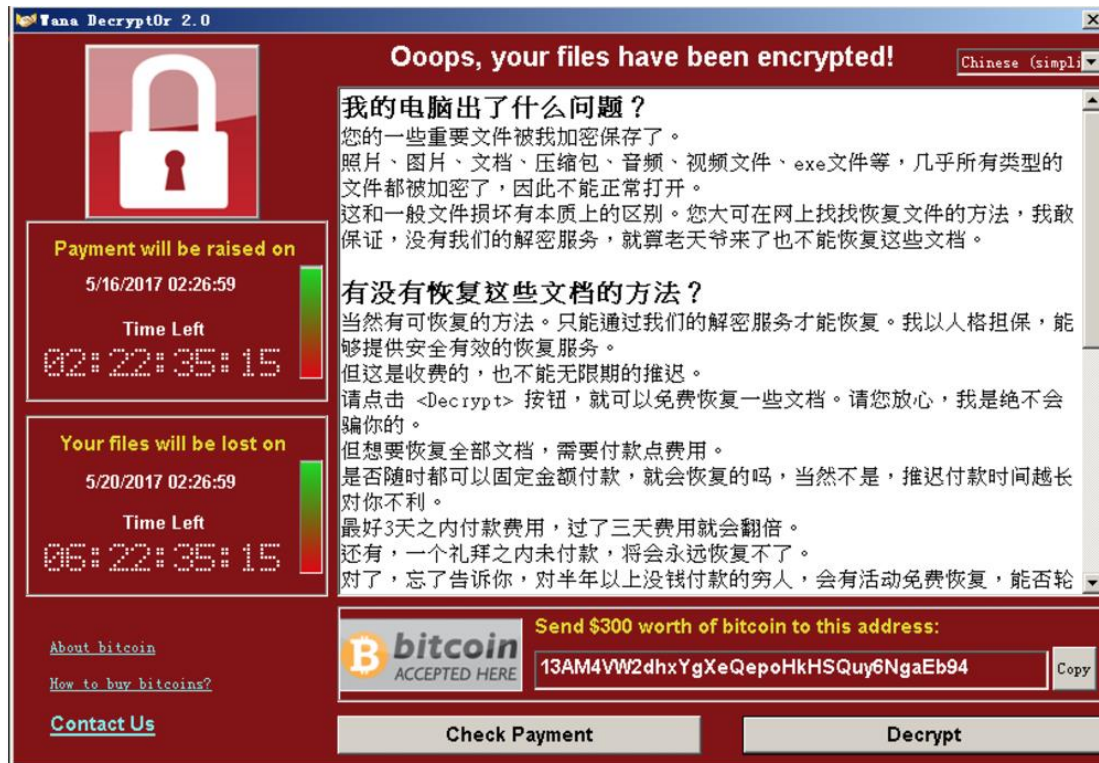 Wana Decrypt0r 2.0
Ooops, your files have been encrypted!
Chinese (simpli
我的电脑出了什么问题？
您的一些重要文件被我加密保存了。
照片、图片、文档、压缩包、音频、视频文件、exe文件等，几乎所有类型的
文件都被加密了，因此不能正常打开。
这和一般文件损坏有本质上的区别。您大可在网上找找恢复文件的方法，我敢
保证，没有我们的解密服务，就算老天爷来了也不能恢复这些文档。
有没有恢复这些文档的方法？
当然有可恢复的方法。只能通过我们的解密服务才能恢复。我以人格担保，能
够提供安全有效的恢复服务。
但这是收费的，也不能无限期的推迟。
请点击 <Decrypt> 按钮，就可以免费恢复一些文档。请您放心，我是绝不会
骗你的。
但想要恢复全部文档，需要付款点费用。
是否随时都可以固定金额付款，就会恢复的吗，当然不是，推迟付款时间越长
对你不利。
最好3天之内付款费用，过了三天费用就会翻倍。
还有，一个礼拜之内未付款，将会永远恢复不了。
对了，忘了告诉你，对半年以上没钱付款的穷人，会有活动免费恢复，能否轮
Payment will be raised on
5/16/2017 02:26:59
Time Left
02:22:35:15
Your files will be lost on
5/20/2017 02:26:59
Time Left
06:22:35:15
About bitcoin
How to buy bitcoins?
Contact Us
bitcoin
ACCEPTED HERE
Send $300 worth of bitcoin to this address:
13AM4VW2dhxYgXeQepoHkHSQuy6NgaEb94
Copy
Check Payment
Decrypt